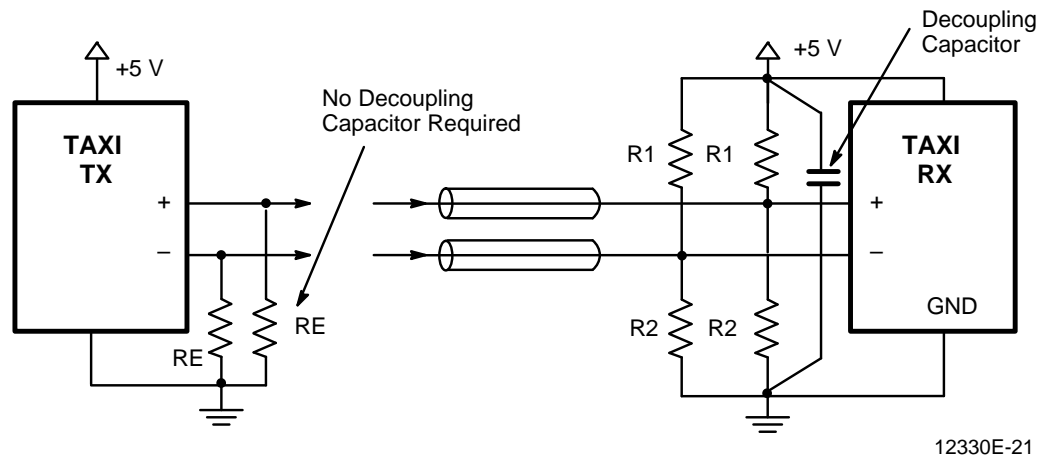 Decoupling
Capacitor
+5 V
+5 V
No Decoupling
Capacitor Required
TAXI
TX
R1
R1
TAXI
RX
+
+
–
–
RE
RE
R2
R2
GND
12330E-21